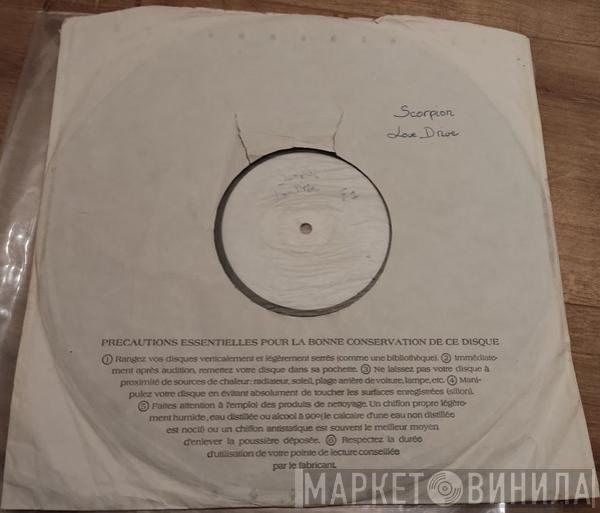 Scorpion
Love Drive
F1
PRECAUTIONS ESSENTIELLES POUR LA BONNE CONSERVATION DE CE DISQUE
① Rangez vos disques verticalement et légèrement serrés (comme une bibliothèque). ② Immédiate-
ment après audition, remettez votre disque dans sa pochette. ③ Ne laissez pas votre disque à
proximité de sources de chaleur: radiateur, soleil, plage arrière de voiture, lampe, etc. ④ Mani-
pulez votre disque en évitant absolument de toucher les surfaces enregistrées (sillon).
⑤ Faites attention à l'emploi des produits de nettoyage. Un chiffon propre légère-
ment humide, eau distillée ou alcool à 90° (le calcaire d'une eau non distillée
est nocif) ou un chiffon antistatique est souvent le meilleur moyen
d'enlever la poussière déposée. ⑥ Respectez la durée
d'utilisation de votre pointe de lecture conseillée
par le fabricant.
МАРКЕТ ВИНИЛА